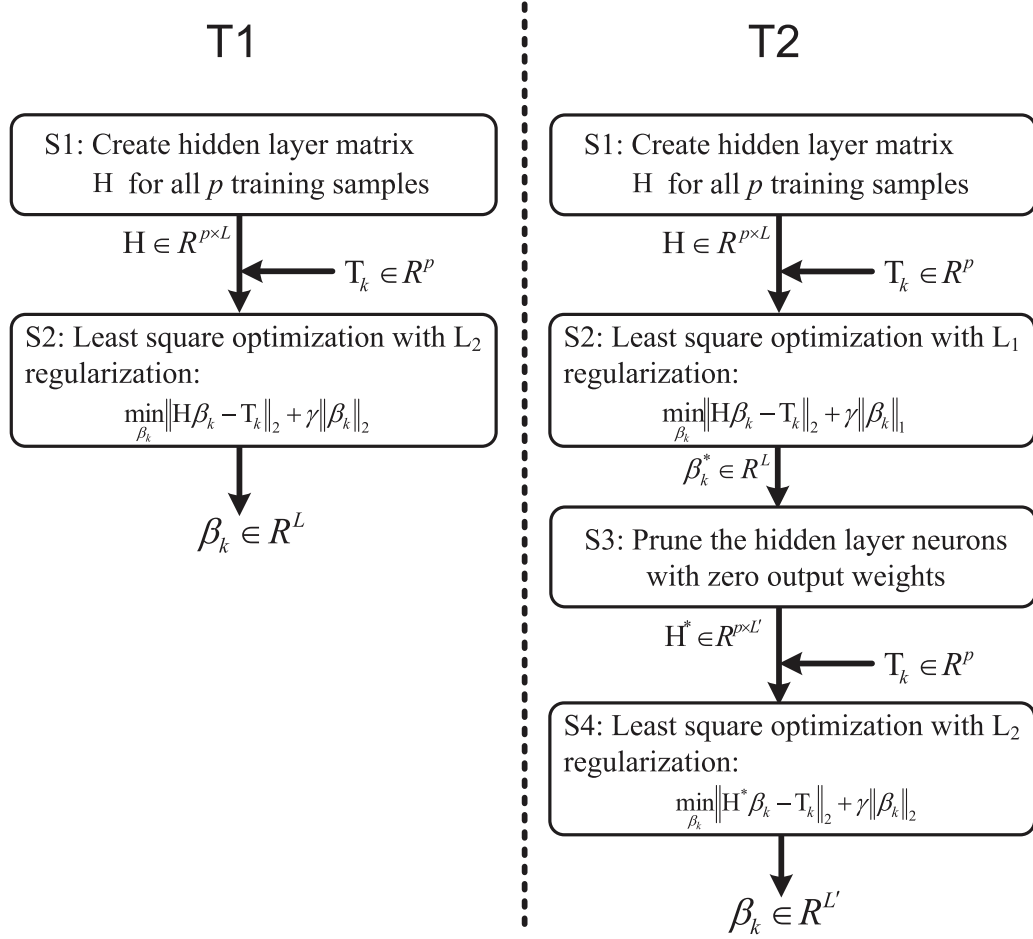 T1
S1: Create hidden layer matrix
H for all p training samples
H ∈ R^{p×L}
T_k ∈ R^p
S2: Least square optimization with L_2
regularization:
min_{β_k} ‖Hβ_k − T_k‖_2 + γ‖β_k‖_2
β_k ∈ R^L
T2
S1: Create hidden layer matrix
H for all p training samples
H ∈ R^{p×L}
T_k ∈ R^p
S2: Least square optimization with L_1
regularization:
min_{β_k} ‖Hβ_k − T_k‖_2 + γ‖β_k‖_1
β_k^* ∈ R^L
S3: Prune the hidden layer neurons
with zero output weights
H^* ∈ R^{p×L'}
T_k ∈ R^p
S4: Least square optimization with L_2
regularization:
min_{β_k} ‖H^*β_k − T_k‖_2 + γ‖β_k‖_2
β_k ∈ R^{L'}